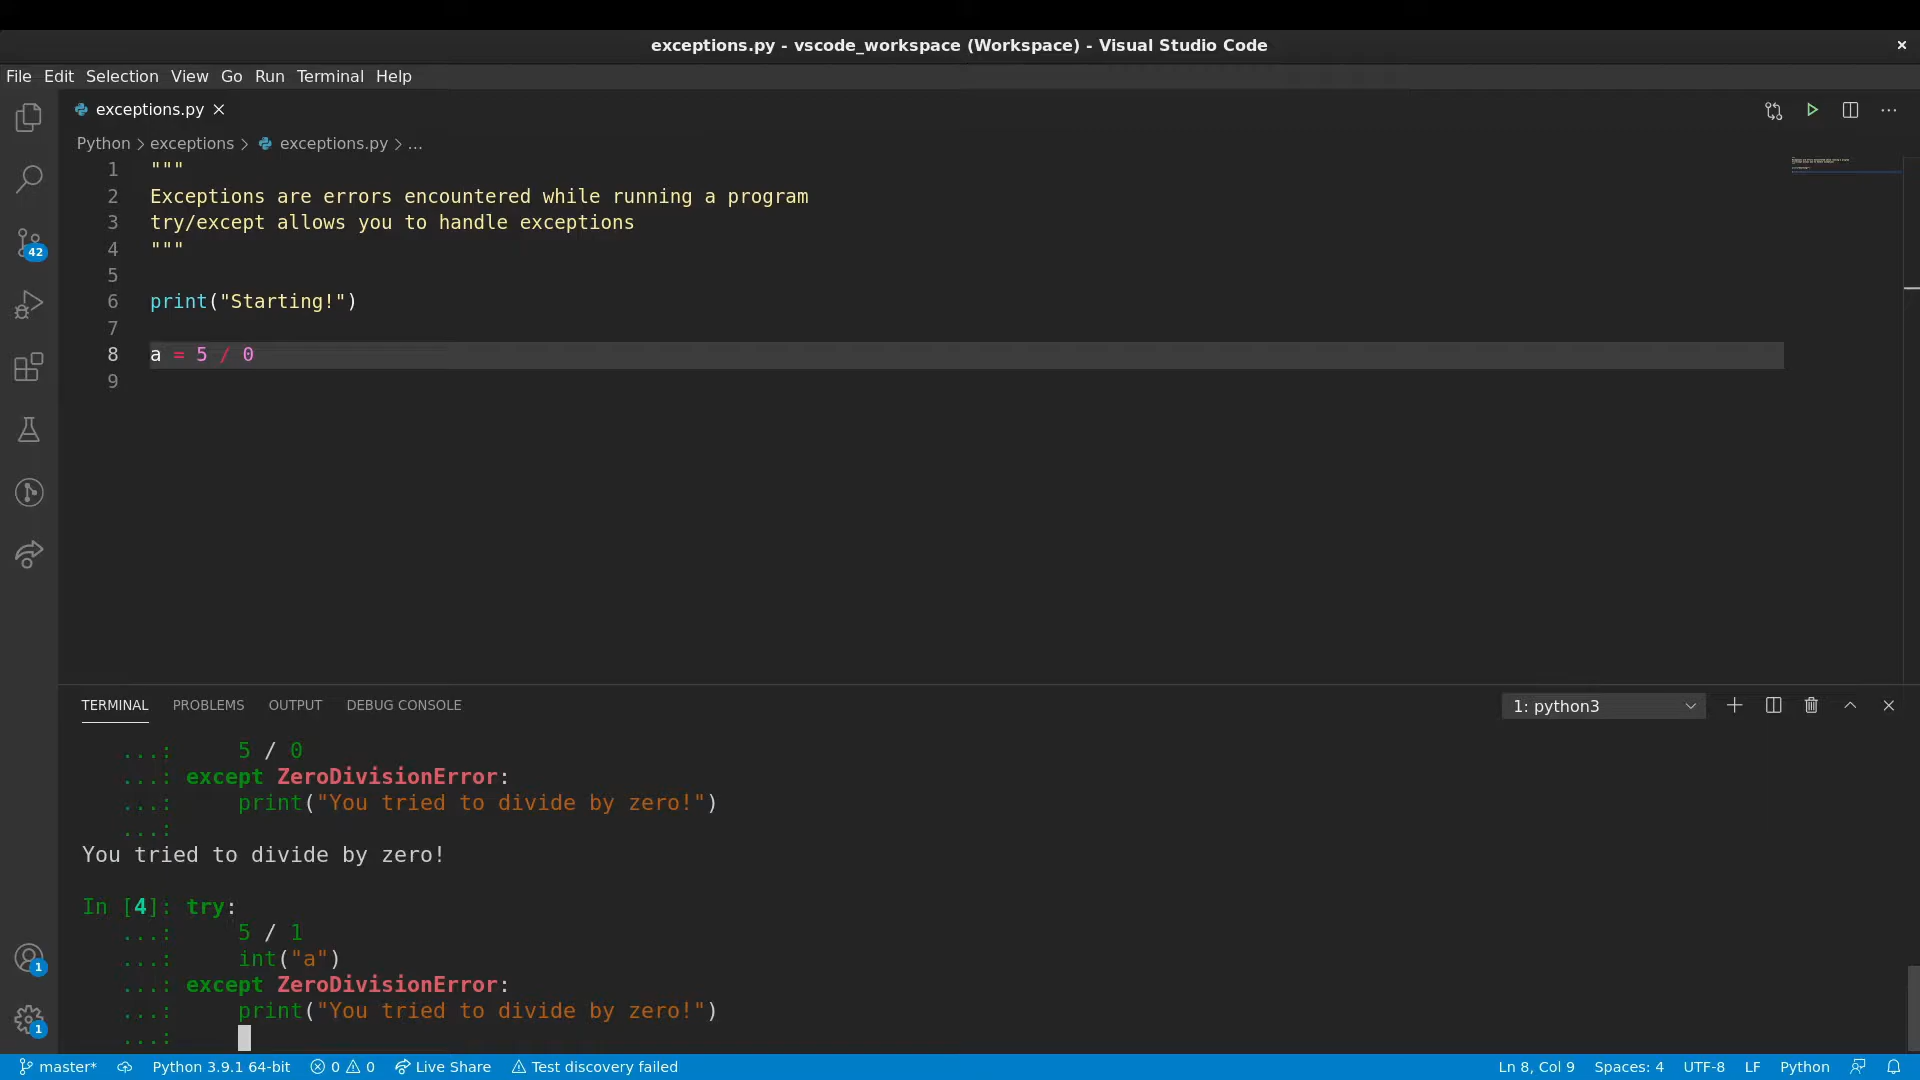 exceptions.py - vscode_workspace (Workspace) - Visual Studio Code
File Edit Selection View Go Run Terminal Help
exceptions.py
Python > exceptions > exceptions.py > ...
1 """
2 Exceptions are errors encountered while running a program
3 try/except allows you to handle exceptions
4 """
5
6 print("Starting!")
7
8 a = 5 / 0
9
42
TERMINAL PROBLEMS OUTPUT DEBUG CONSOLE 1: python3
...: 5 / 0
...: except ZeroDivisionError:
...: print("You tried to divide by zero!")
...:
You tried to divide by zero!
In [4]: try:
...: 5 / 1
...: int("a")
...: except ZeroDivisionError:
...: print("You tried to divide by zero!")
...:
1
1
master* Python 3.9.1 64-bit 0 0 Live Share Test discovery failed Ln 8, Col 9 Spaces: 4 UTF-8 LF Python